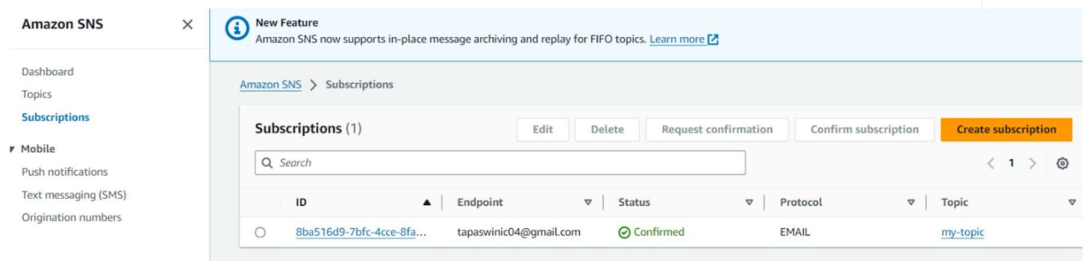 Amazon SNS
New Feature
Amazon SNS now supports in-place message archiving and replay for FIFO topics. Learn more
Dashboard
Topics
Subscriptions
Mobile
Push notifications
Text messaging (SMS)
Origination numbers
Amazon SNS > Subscriptions
Subscriptions (1) Edit Delete Request confirmation Confirm subscription Create subscription
Search < 1 >
ID Endpoint Status Protocol Topic
8ba516d9-7bfc-4cce-8fa... tapaswinic04@gmail.com Confirmed EMAIL my-topic